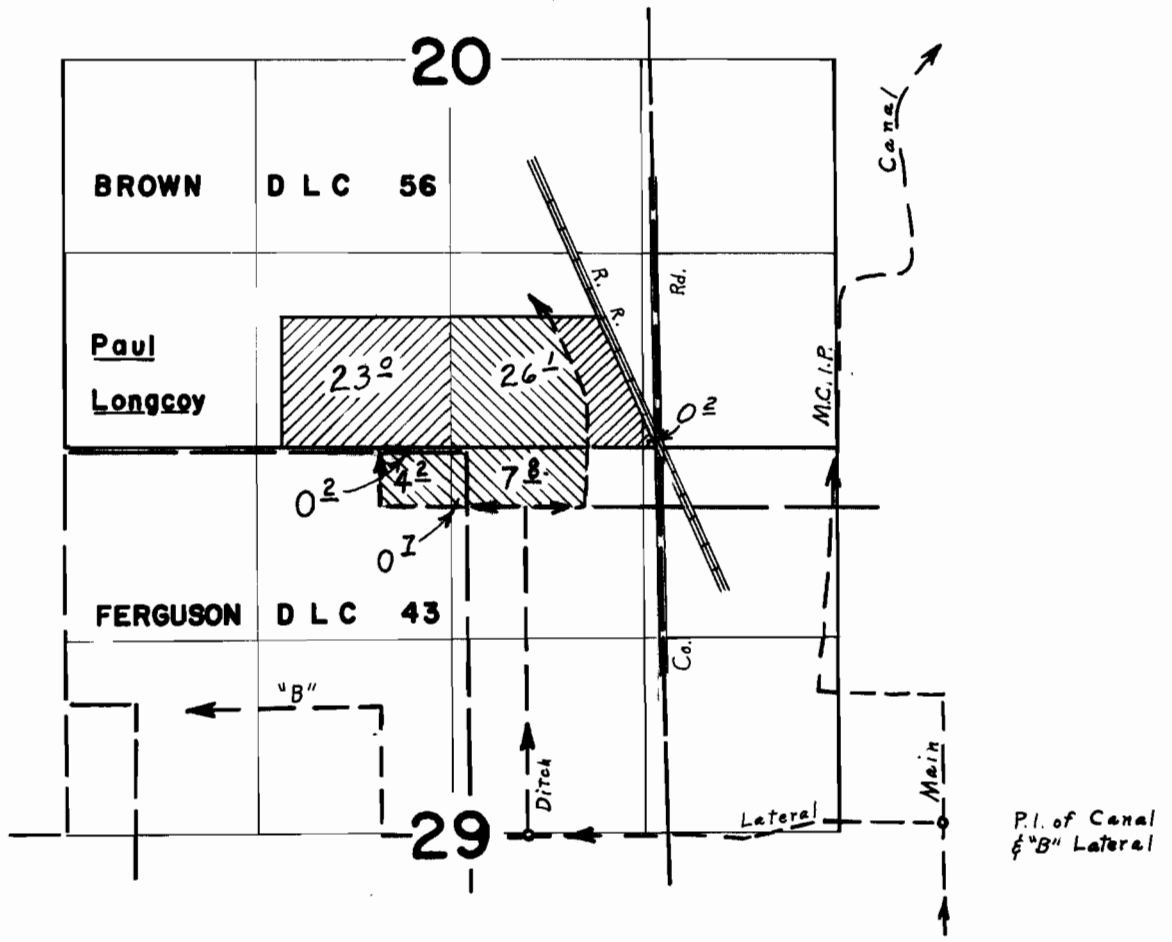 20
Canal
BROWN D L C 56
R. R.
Rd.
Paul
Longcoy
23 0
26 1
M.C.I.P.
0 2
0 2
4 2
7 8
0 1
FERGUSON D L C 43
Co.
"B"
Ditch
Main
29
Lateral
P.I. of Canal
& "B" Lateral